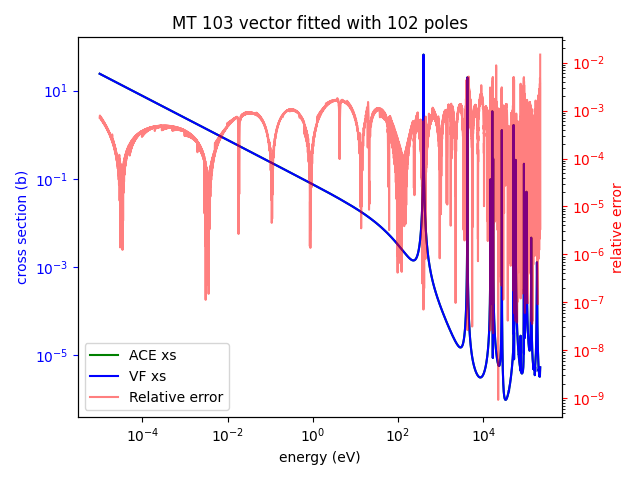 MT 103 vector fitted with 102 poles
cross section (b)
10^1
10^-1
10^-3
10^-5
10^-2
10^-3
10^-4
10^-5
10^-6
10^-7
10^-8
10^-9
relative error
ACE xs
VF xs
Relative error
10^-4 10^-2 10^0 10^2 10^4
energy (eV)